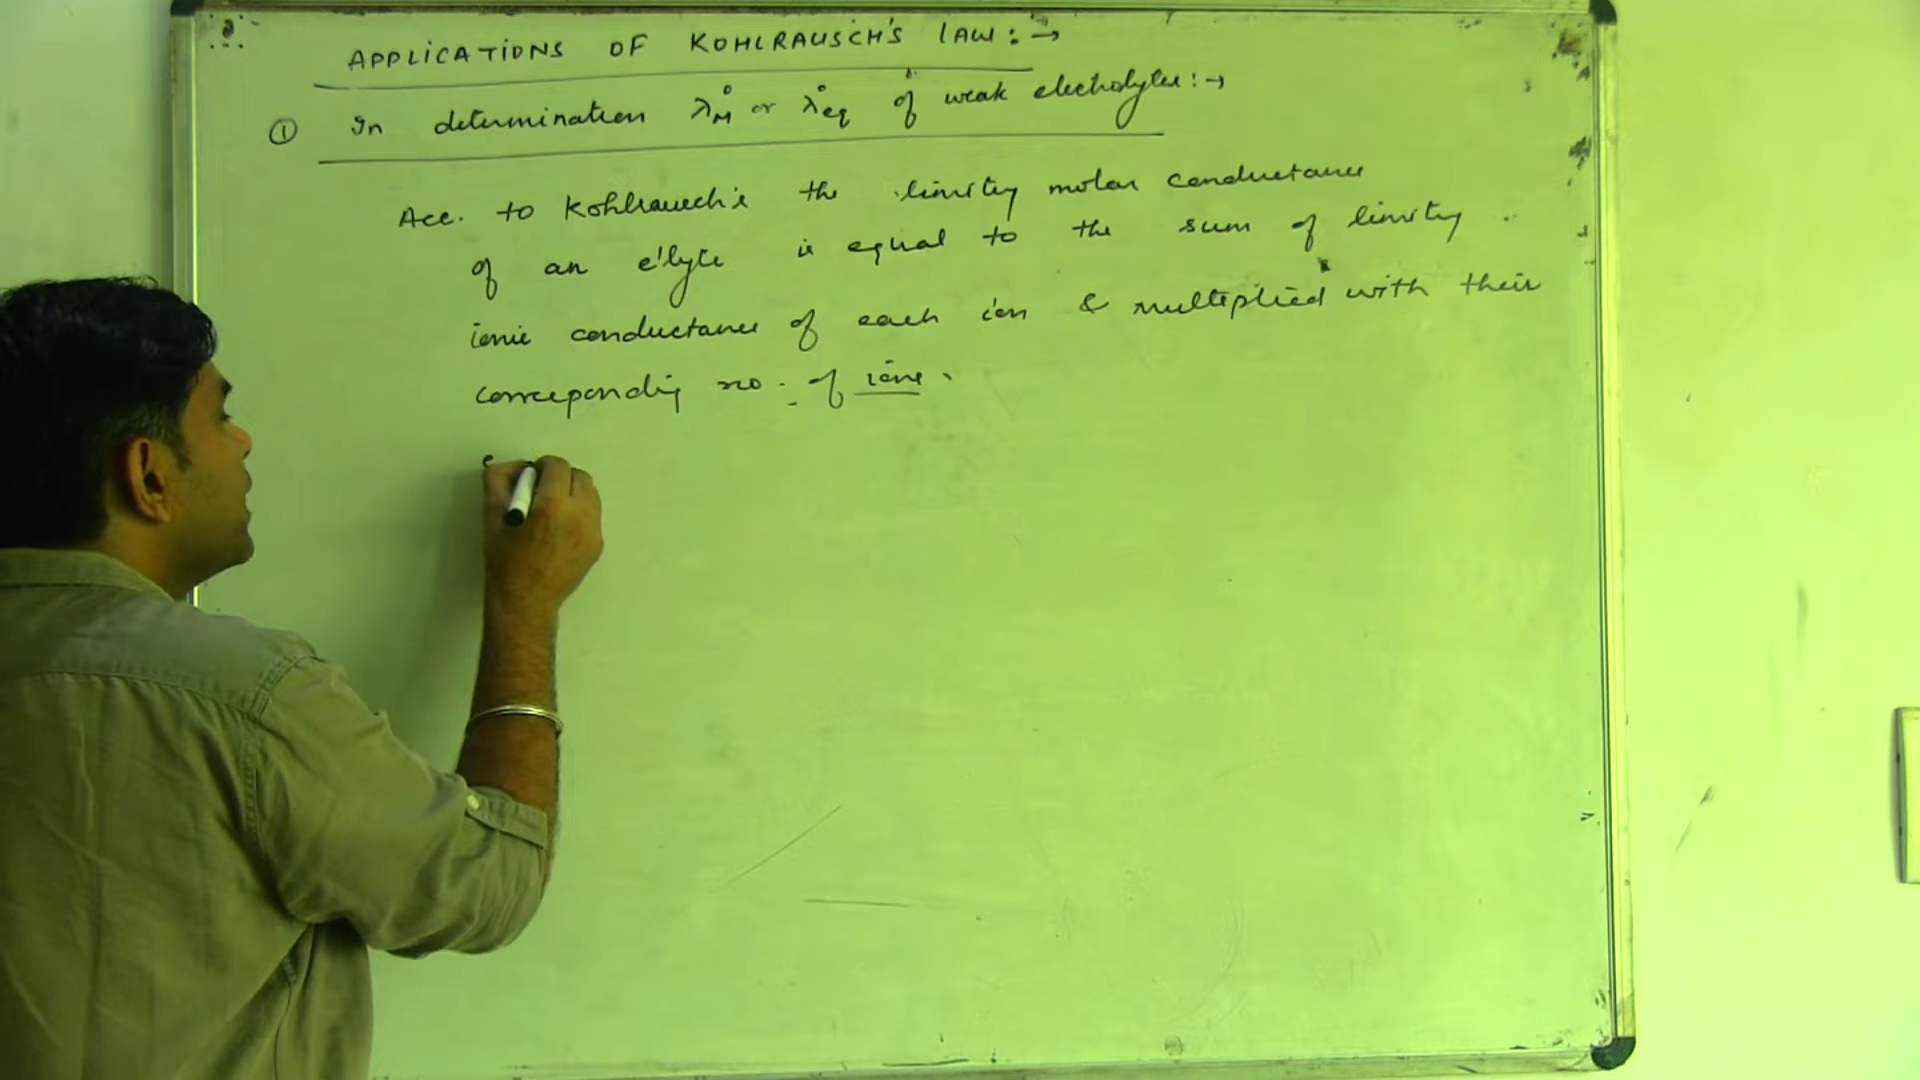 APPLICATIONS OF KOHLRAUSCH'S LAW:→
① In determination λ°M or λ°eq of weak electrolytes:→
Acc. to Kohlrausch's the limiting molar conductance
of an e'lyte is equal to the sum of limiting
ionic conductance of each ion & multiplied with their
corresponding no. of ions.